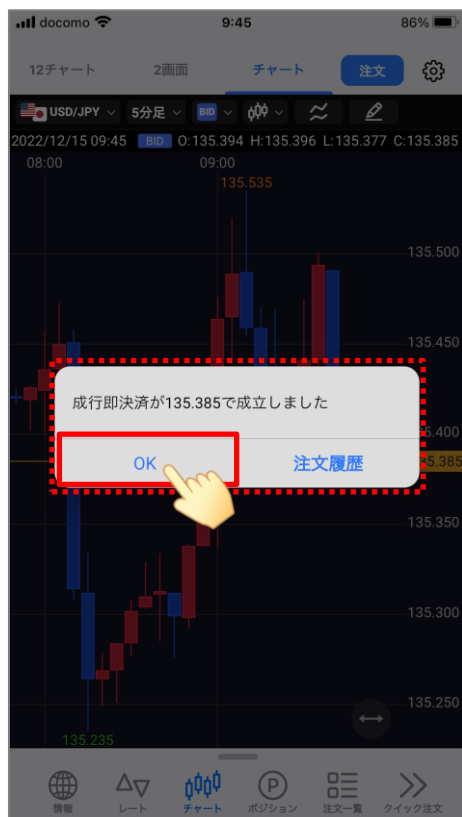 docomo 9:45 86%
12チャート 2画面 チャート 注文
USD/JPY 5分足 BID
2022/12/15 09:45 BID O:135.394 H:135.396 L:135.377 C:135.385
08:00 09:00
135.535
135.500
135.450
成行即決済が135.385で成立しました
135.400
OK 注文履歴
135.385
135.350
135.300
135.250
135.235
情報 レート チャート ポジション 注文一覧 クイック注文